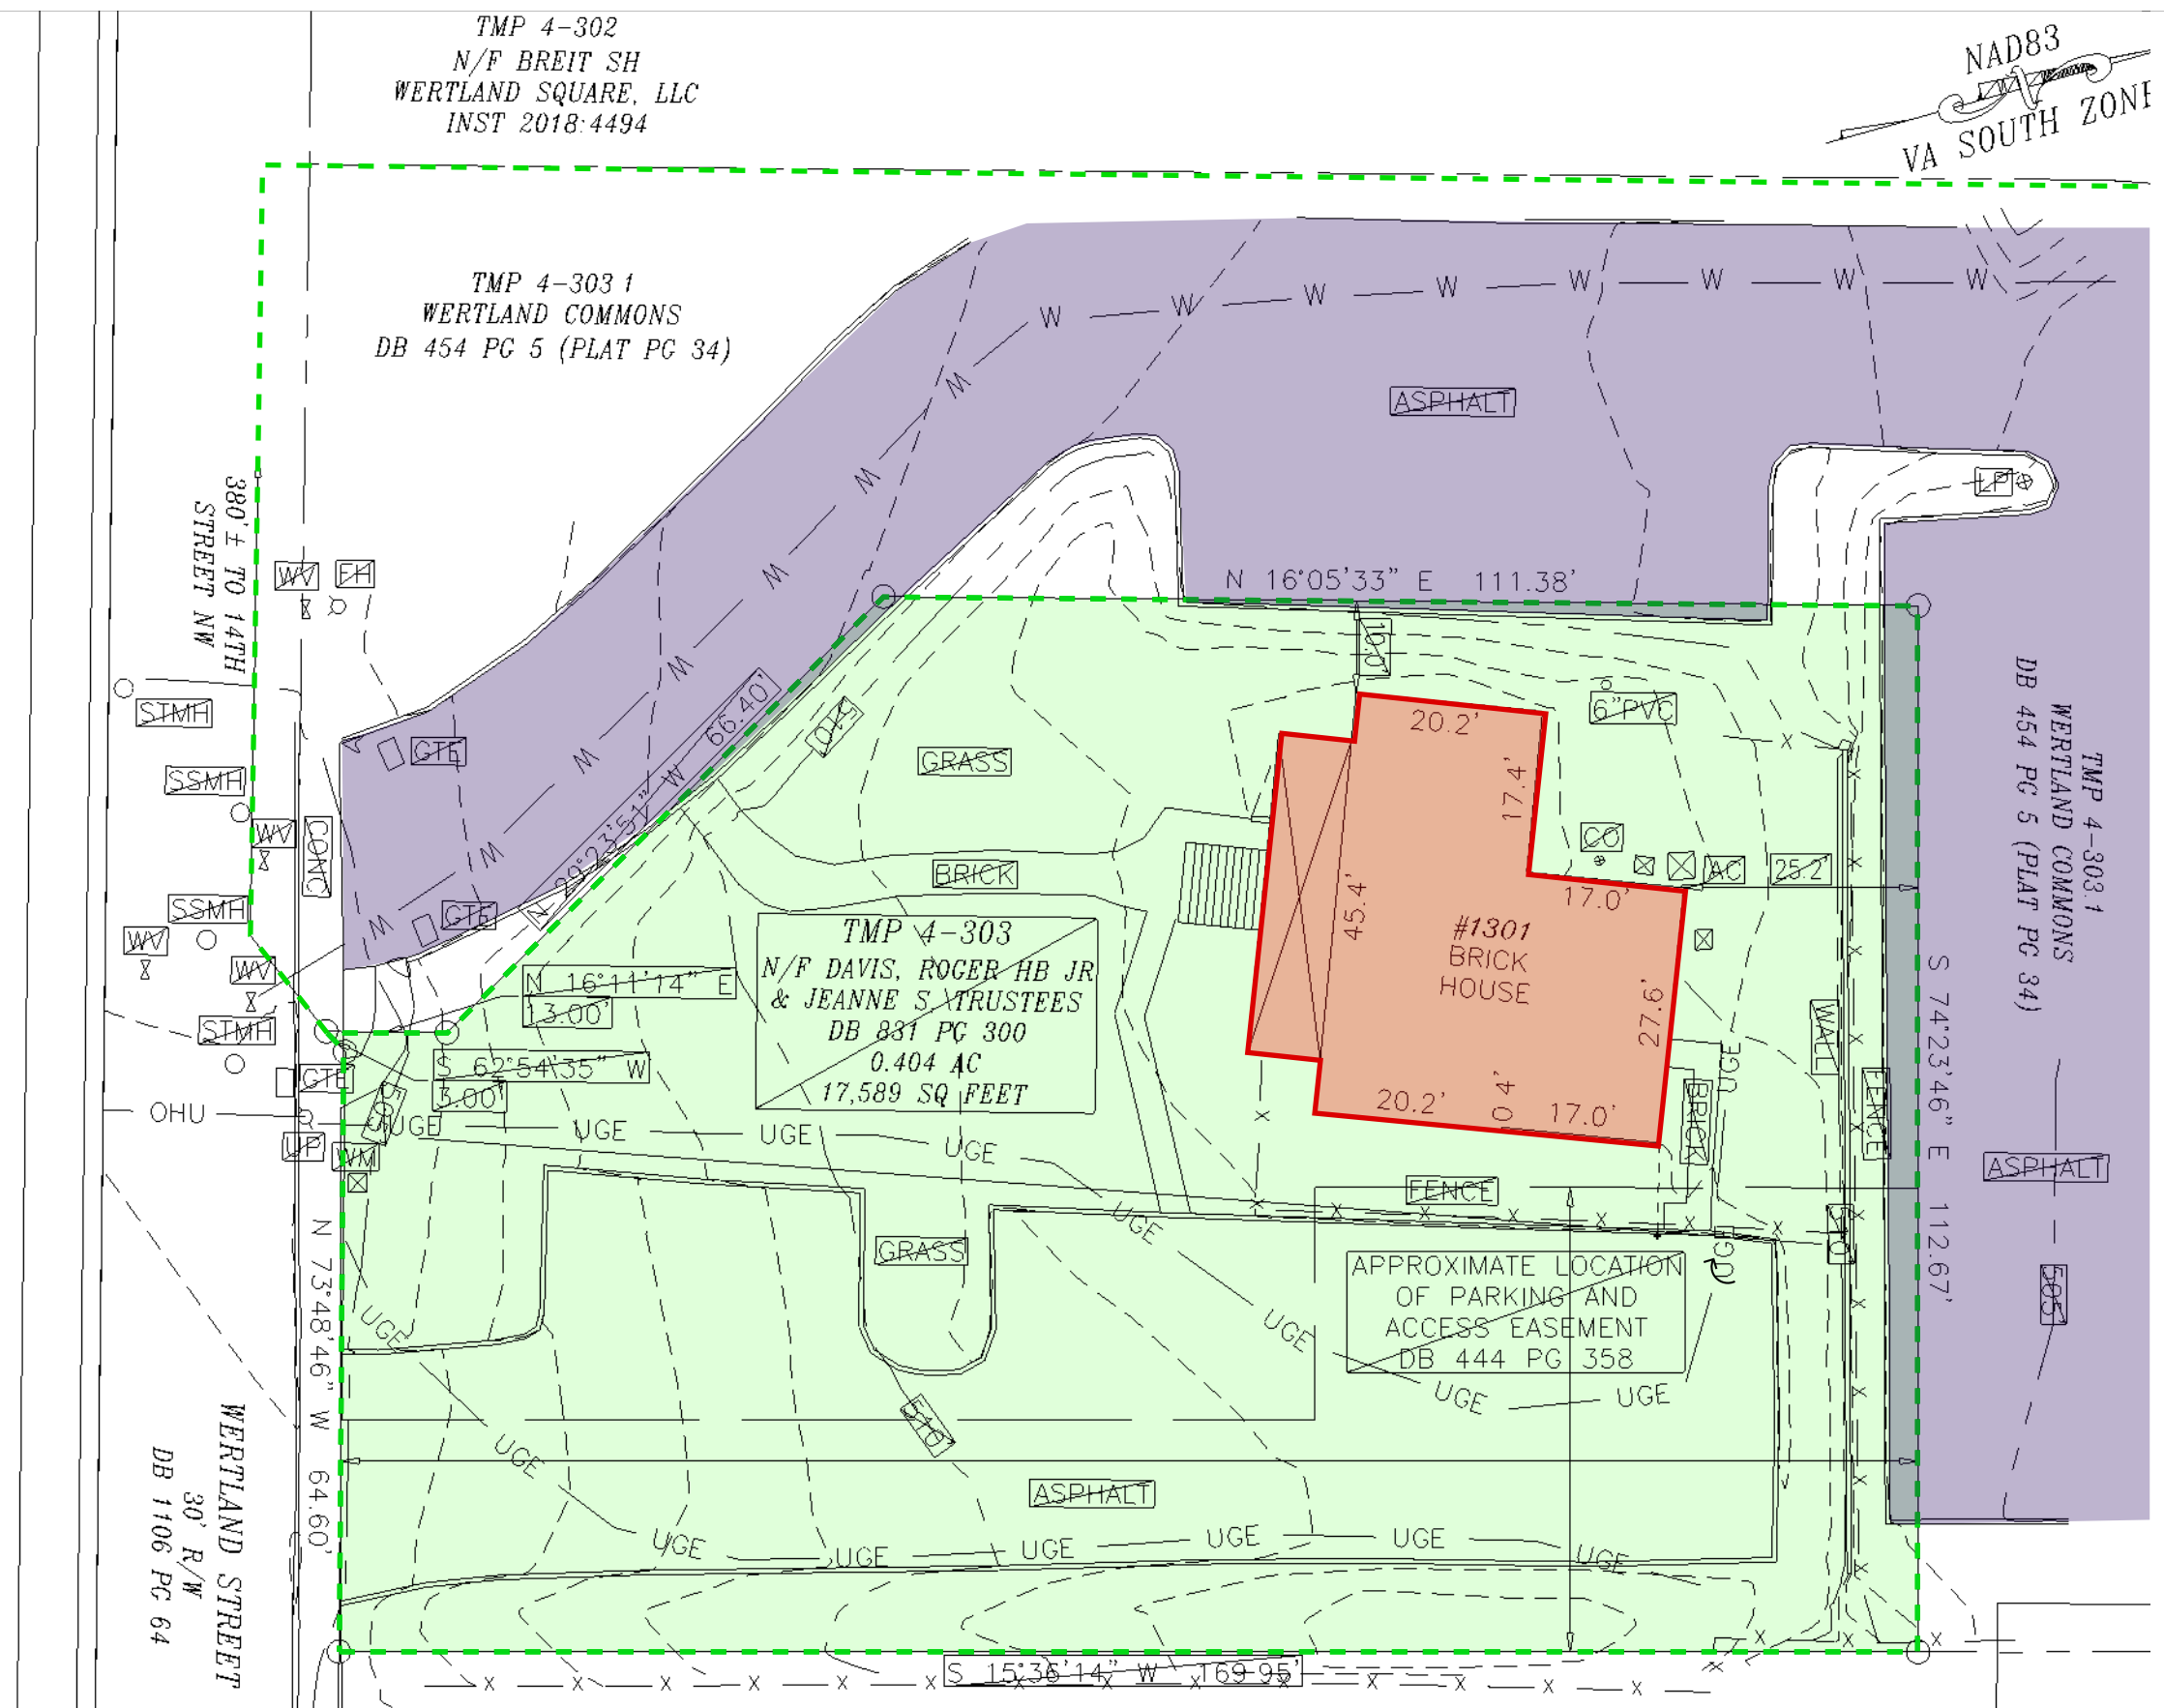 TMP 4-302
N/F BREIT SH
WERTLAND SQUARE, LLC
INST 2018:4494
NAD83
VA SOUTH ZONE
TMP 4-303 1
WERTLAND COMMONS
DB 454 PG 5 (PLAT PG 34)
W W W W W W W W
W
W
W
W
W
W
W
ASPHALT
LP
380'± TO 14TH
STREET NW
WV
FH
N 16°05'33" E 111.38'
10.0'
STMH
SSMH
WV
CONC
GTE
66.40'
N 29°23'51" W
510
GRASS
6"PVC
20.2'
17.4'
X
TMP 4-303.1
WERTLAND COMMONS
DB 454 PG 5 (PLAT PG 34)
CO
AC
25.2'
17.0'
BRICK
45.4'
#1301
BRICK
HOUSE
27.6'
SSMH
WV
WV
STMH
GTE
GTE
TMP 4-303
N/F DAVIS, ROGER HB JR
& JEANNE S. TRUSTEES
DB 831 PG 300
0.404 AC
17,589 SQ FEET
N 16°11'14" E
13.00'
S 62°54'35" W
3.00'
505
OHU
UP
WM
UGE UGE UGE UGE
20.2'
0.4'
17.0'
UGE
BRICK
WALL
FENCE
S 74°23'46" E 112.67'
ASPHALT
505
FENCE
X X X X X X X
GRASS
UGE
UGE
UGE
510
APPROXIMATE LOCATION
OF PARKING AND
ACCESS EASEMENT
DB 444 PG 358
UGE UGE
UGE
N 73°48'46" W 64.60'
510
UGE
ASPHALT
UGE UGE UGE UGE UGE UGE
WERTLAND STREET
30' R/W
DB 1106 PG 64
S 15°36'14" W 169.95'
X X X X X X X X X X X X X X